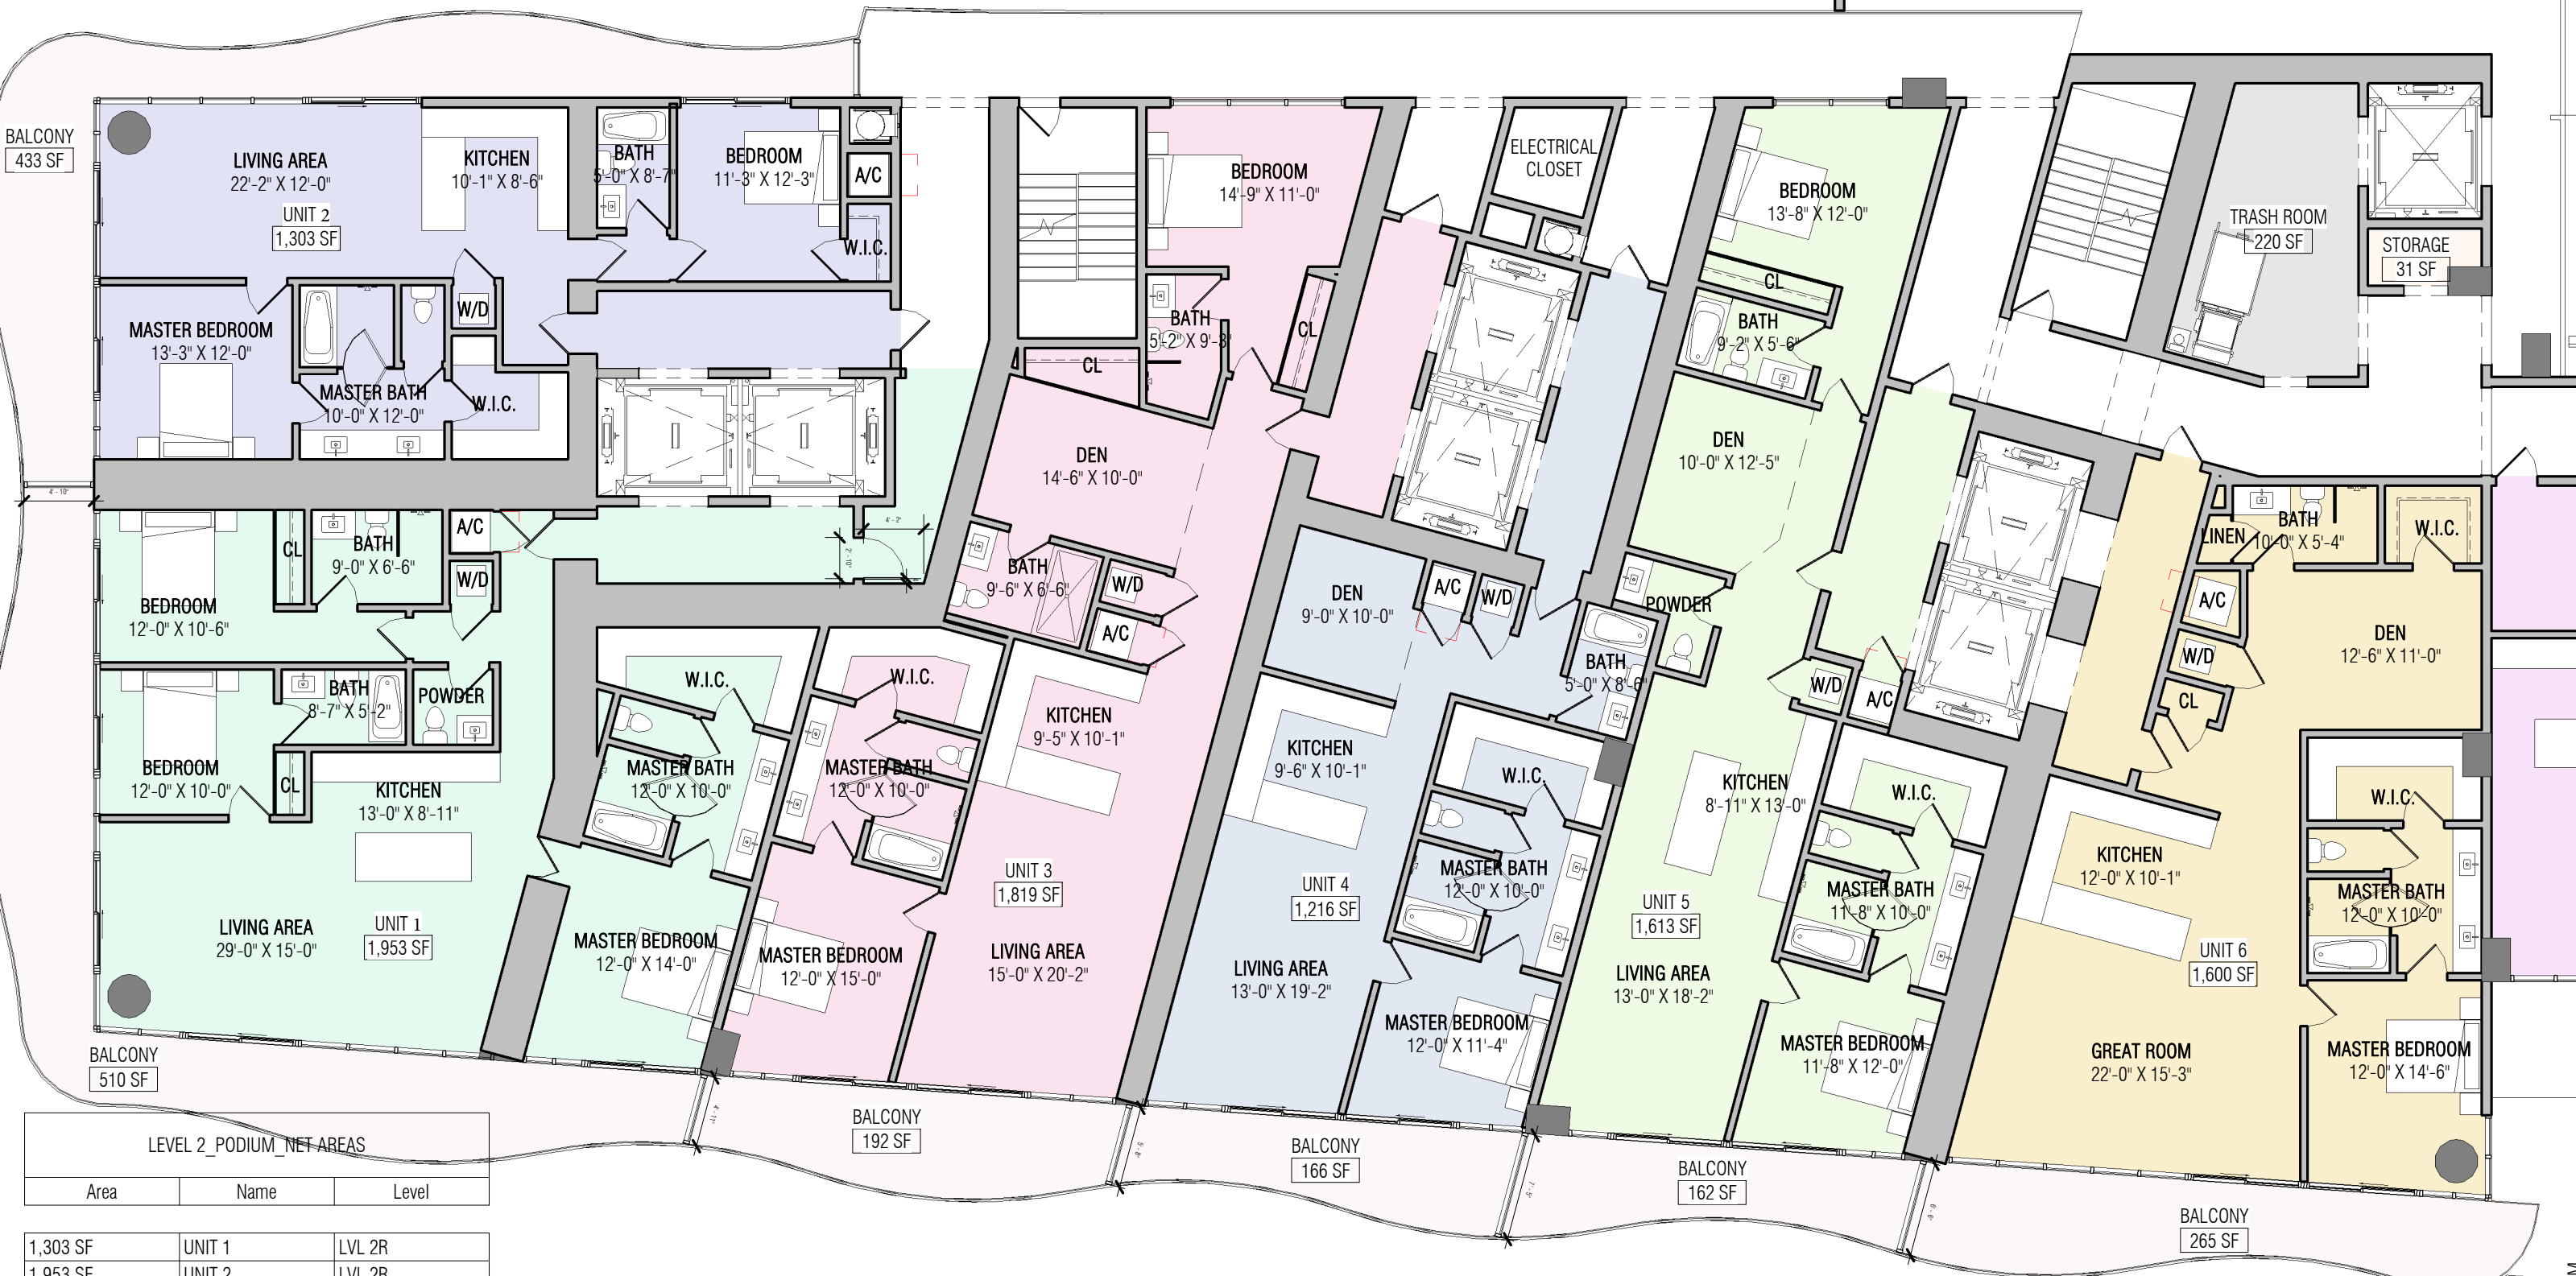 BALCONY
433 SF
LIVING AREA
22'-2" X 12'-0"
UNIT 2
1,303 SF
KITCHEN
10'-1" X 8'-6"
BATH
5'-0" X 8'-7"
BEDROOM
11'-3" X 12'-3"
A/C
W.I.C.
W/D
MASTER BEDROOM
13'-3" X 12'-0"
MASTER BATH
10'-0" X 12'-0"
W.I.C.
4' - 10"
BEDROOM
12'-0" X 10'-6"
CL
BATH
9'-0" X 6'-6"
A/C
W/D
4' - 2"
2' - 10"
BEDROOM
12'-0" X 10'-0"
CL
BATH
8'-7" X 5'-2"
POWDER
KITCHEN
13'-0" X 8'-11"
LIVING AREA
29'-0" X 15'-0"
UNIT 1
1,953 SF
W.I.C.
MASTER BATH
12'-0" X 10'-0"
MASTER BEDROOM
12'-0" X 14'-0"
BALCONY
510 SF
BEDROOM
14'-9" X 11'-0"
BATH
5'-2" X 9'-3"
CL
CL
DEN
14'-6" X 10'-0"
BATH
9'-6" X 6'-6"
W/D
A/C
W.I.C.
KITCHEN
9'-5" X 10'-1"
MASTER BATH
12'-0" X 10'-0"
UNIT 3
1,819 SF
MASTER BEDROOM
12'-0" X 15'-0"
LIVING AREA
15'-0" X 20'-2"
4' - 11"
BALCONY
192 SF
ELECTRICAL
CLOSET
DEN
9'-0" X 10'-0"
A/C
W/D
BATH
5'-0" X 8'-6"
KITCHEN
9'-6" X 10'-1"
W.I.C.
MASTER BATH
12'-0" X 10'-0"
UNIT 4
1,216 SF
LIVING AREA
13'-0" X 19'-2"
MASTER BEDROOM
12'-0" X 11'-4"
BALCONY
166 SF
BEDROOM
13'-8" X 12'-0"
CL
BATH
9'-2" X 5'-6"
DEN
10'-0" X 12'-5"
POWDER
W/D
A/C
KITCHEN
8'-11" X 13'-0"
W.I.C.
MASTER BATH
11'-8" X 10'-0"
UNIT 5
1,613 SF
LIVING AREA
13'-0" X 18'-2"
MASTER BEDROOM
11'-8" X 12'-0"
BALCONY
162 SF
TRASH ROOM
220 SF
STORAGE
31 SF
LINEN
BATH
10'-0" X 5'-4"
W.I.C.
A/C
W/D
CL
DEN
12'-6" X 11'-0"
W.I.C.
KITCHEN
12'-0" X 10'-1"
MASTER BATH
12'-0" X 10'-0"
UNIT 6
1,600 SF
GREAT ROOM
22'-0" X 15'-3"
MASTER BEDROOM
12'-0" X 14'-6"
BALCONY
265 SF
LEVEL 2_PODIUM_NET AREAS
Area Name Level
1,303 SF UNIT 1 LVL 2R
1,953 SF UNIT 2 LVL 2R